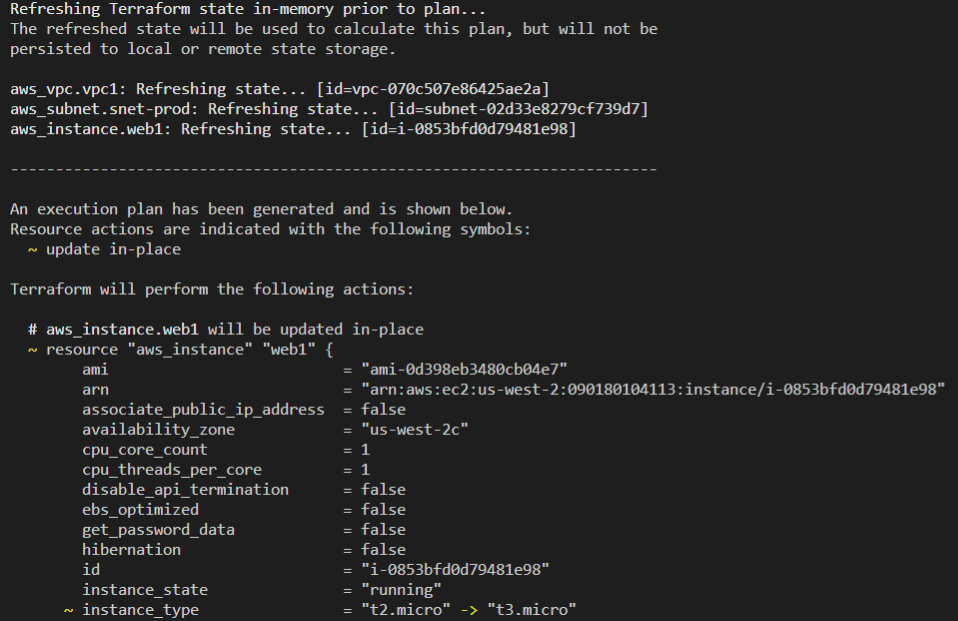 Refreshing Terraform state in-memory prior to plan...
The refreshed state will be used to calculate this plan, but will not be
persisted to local or remote state storage.
aws_vpc.vpc1: Refreshing state... [id=vpc-070c507e86425ae2a]
aws_subnet.snet-prod: Refreshing state... [id=subnet-02d33e8279cf739d7]
aws_instance.web1: Refreshing state... [id=i-0853bfd0d79481e98]
------------------------------------------------------------------------
An execution plan has been generated and is shown below.
Resource actions are indicated with the following symbols:
  ~ update in-place
Terraform will perform the following actions:
  # aws_instance.web1 will be updated in-place
  ~ resource "aws_instance" "web1" {
        ami                          = "ami-0d398eb3480cb04e7"
        arn                          = "arn:aws:ec2:us-west-2:090180104113:instance/i-0853bfd0d79481e98"
        associate_public_ip_address  = false
        availability_zone            = "us-west-2c"
        cpu_core_count               = 1
        cpu_threads_per_core         = 1
        disable_api_termination      = false
        ebs_optimized                = false
        get_password_data            = false
        hibernation                  = false
        id                           = "i-0853bfd0d79481e98"
        instance_state               = "running"
      ~ instance_type                = "t2.micro" -> "t3.micro"